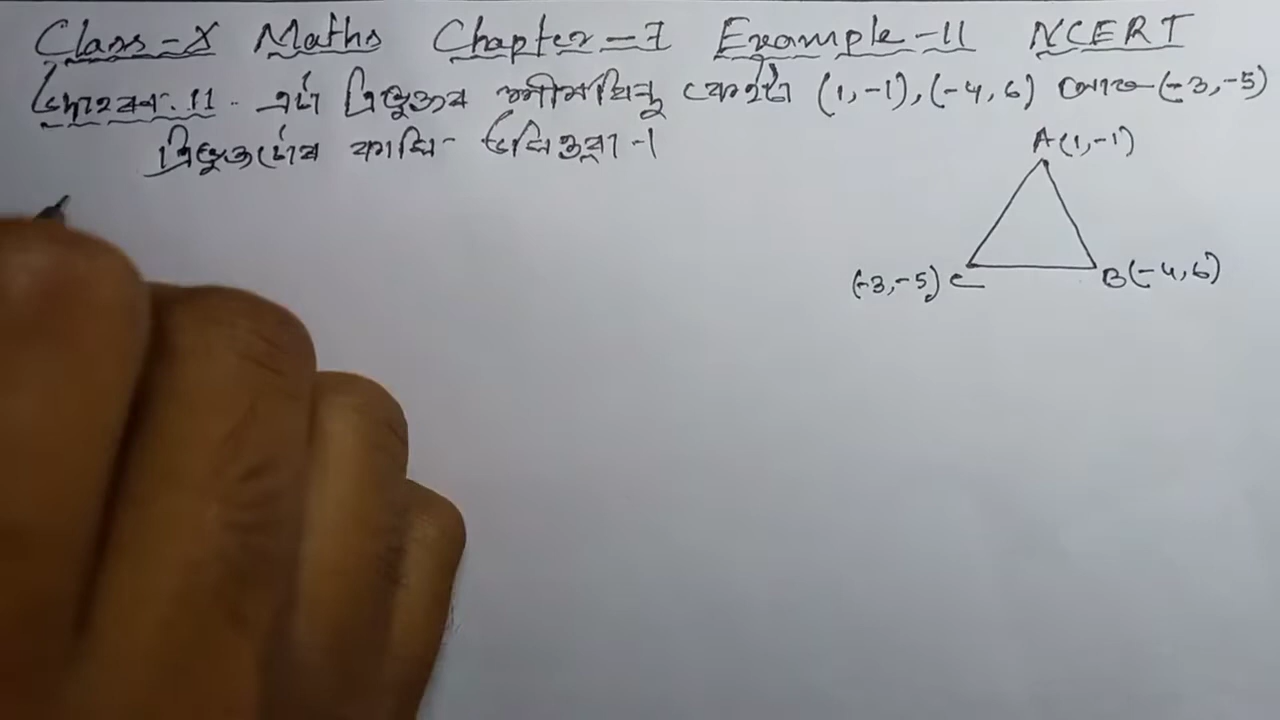 Class-X Maths Chapter-7 Example-11 NCERT
উদাহৰণ. 11. এটা ত্ৰিভুজৰ শীৰ্ষবিন্দু কেইটা (1,-1), (-4, 6) আৰু (-3, -5)
ত্ৰিভুজটোৰ কালি উলিওৱা।
A(1,-1)
(-3,-5) C
B(-4,6)